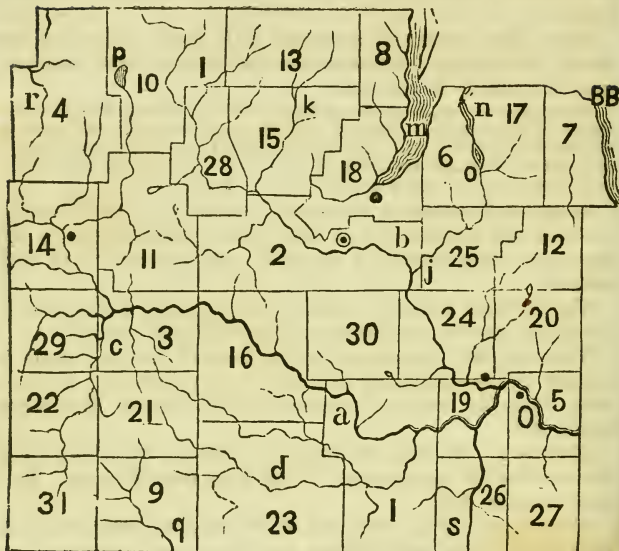 p 10 l 13 8
r 4 k m n 17 BB
28 15 18 6 o 7
14 11 2 b j 25 12
29 c 3 16 30 24 20
22 21 a 19 O 5
31 9 q d 23 1 s 26 27